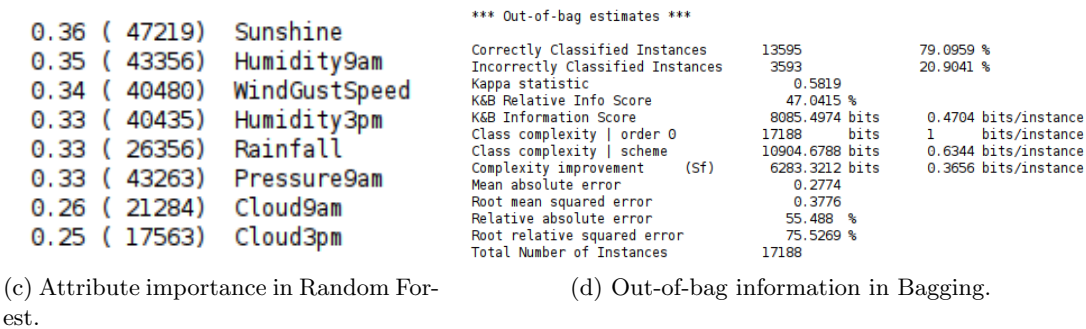 0.36 ( 47219) Sunshine
0.35 ( 43356) Humidity9am
0.34 ( 40480) WindGustSpeed
0.33 ( 40435) Humidity3pm
0.33 ( 26356) Rainfall
0.33 ( 43263) Pressure9am
0.26 ( 21284) Cloud9am
0.25 ( 17563) Cloud3pm
(c) Attribute importance in Random For-
est.
*** Out-of-bag estimates ***
Correctly Classified Instances 13595 79.0959 %
Incorrectly Classified Instances 3593 20.9041 %
Kappa statistic 0.5819
K&B Relative Info Score 47.0415 %
K&B Information Score 8085.4974 bits 0.4704 bits/instance
Class complexity | order 0 17188 bits 1 bits/instance
Class complexity | scheme 10904.6788 bits 0.6344 bits/instance
Complexity improvement (Sf) 6283.3212 bits 0.3656 bits/instance
Mean absolute error 0.2774
Root mean squared error 0.3776
Relative absolute error 55.488 %
Root relative squared error 75.5269 %
Total Number of Instances 17188
(d) Out-of-bag information in Bagging.